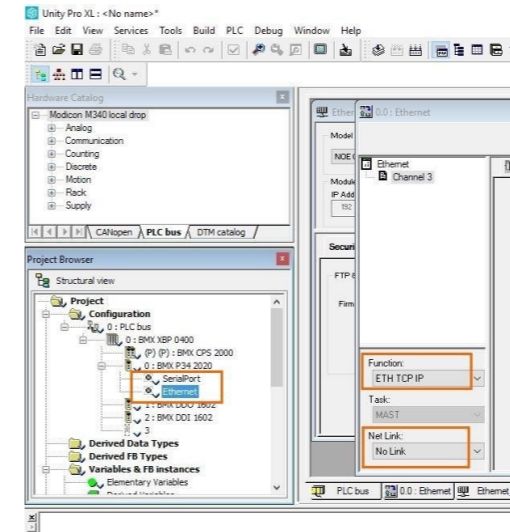 Unity Pro XL : <No name>*
File Edit View Services Tools Build PLC Debug Window Help
Hardware Catalog
Modicon M340 local drop
Analog
Communication
Counting
Discrete
Motion
Rack
Supply
CANopen PLC bus DTM catalog
Project Browser
Structural view
Project
Configuration
0 : PLC bus
0 : BMX XBP 0400
(P) (P) : BMX CPS 2000
0 : BMX P34 2020
SerialPort
Ethernet
1 : BMX DDO 1602
2 : BMX DDI 1602
3
Derived Data Types
Derived FB Types
Variables & FB instances
Elementary Variables
Derived Variables
Ether
0.0 : Ethernet
Model
NOE
Module
IP Add
192
Securi
FTP
Firm
Ethernet
Channel 3
Function:
ETH TCP IP
Task:
MAST
Net Link:
No Link
PLC bus 0.0 : Ethernet Ethernet